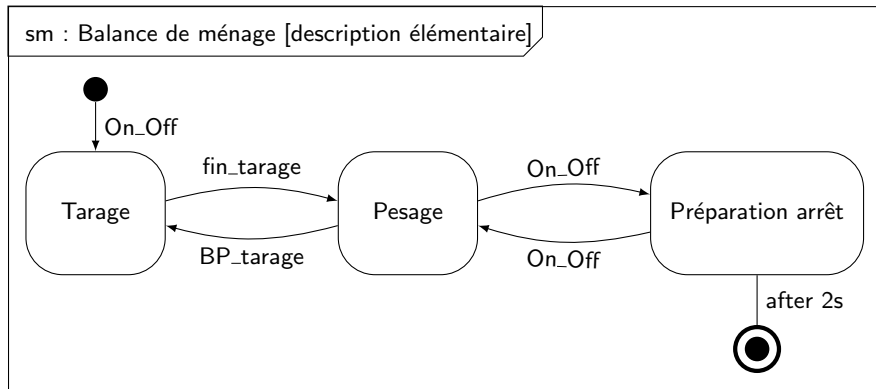 sm : Balance de ménage [description élémentaire]
On_Off
fin_tarage
On_Off
Tarage
Pesage
Préparation arrêt
BP_tarage
On_Off
after 2s